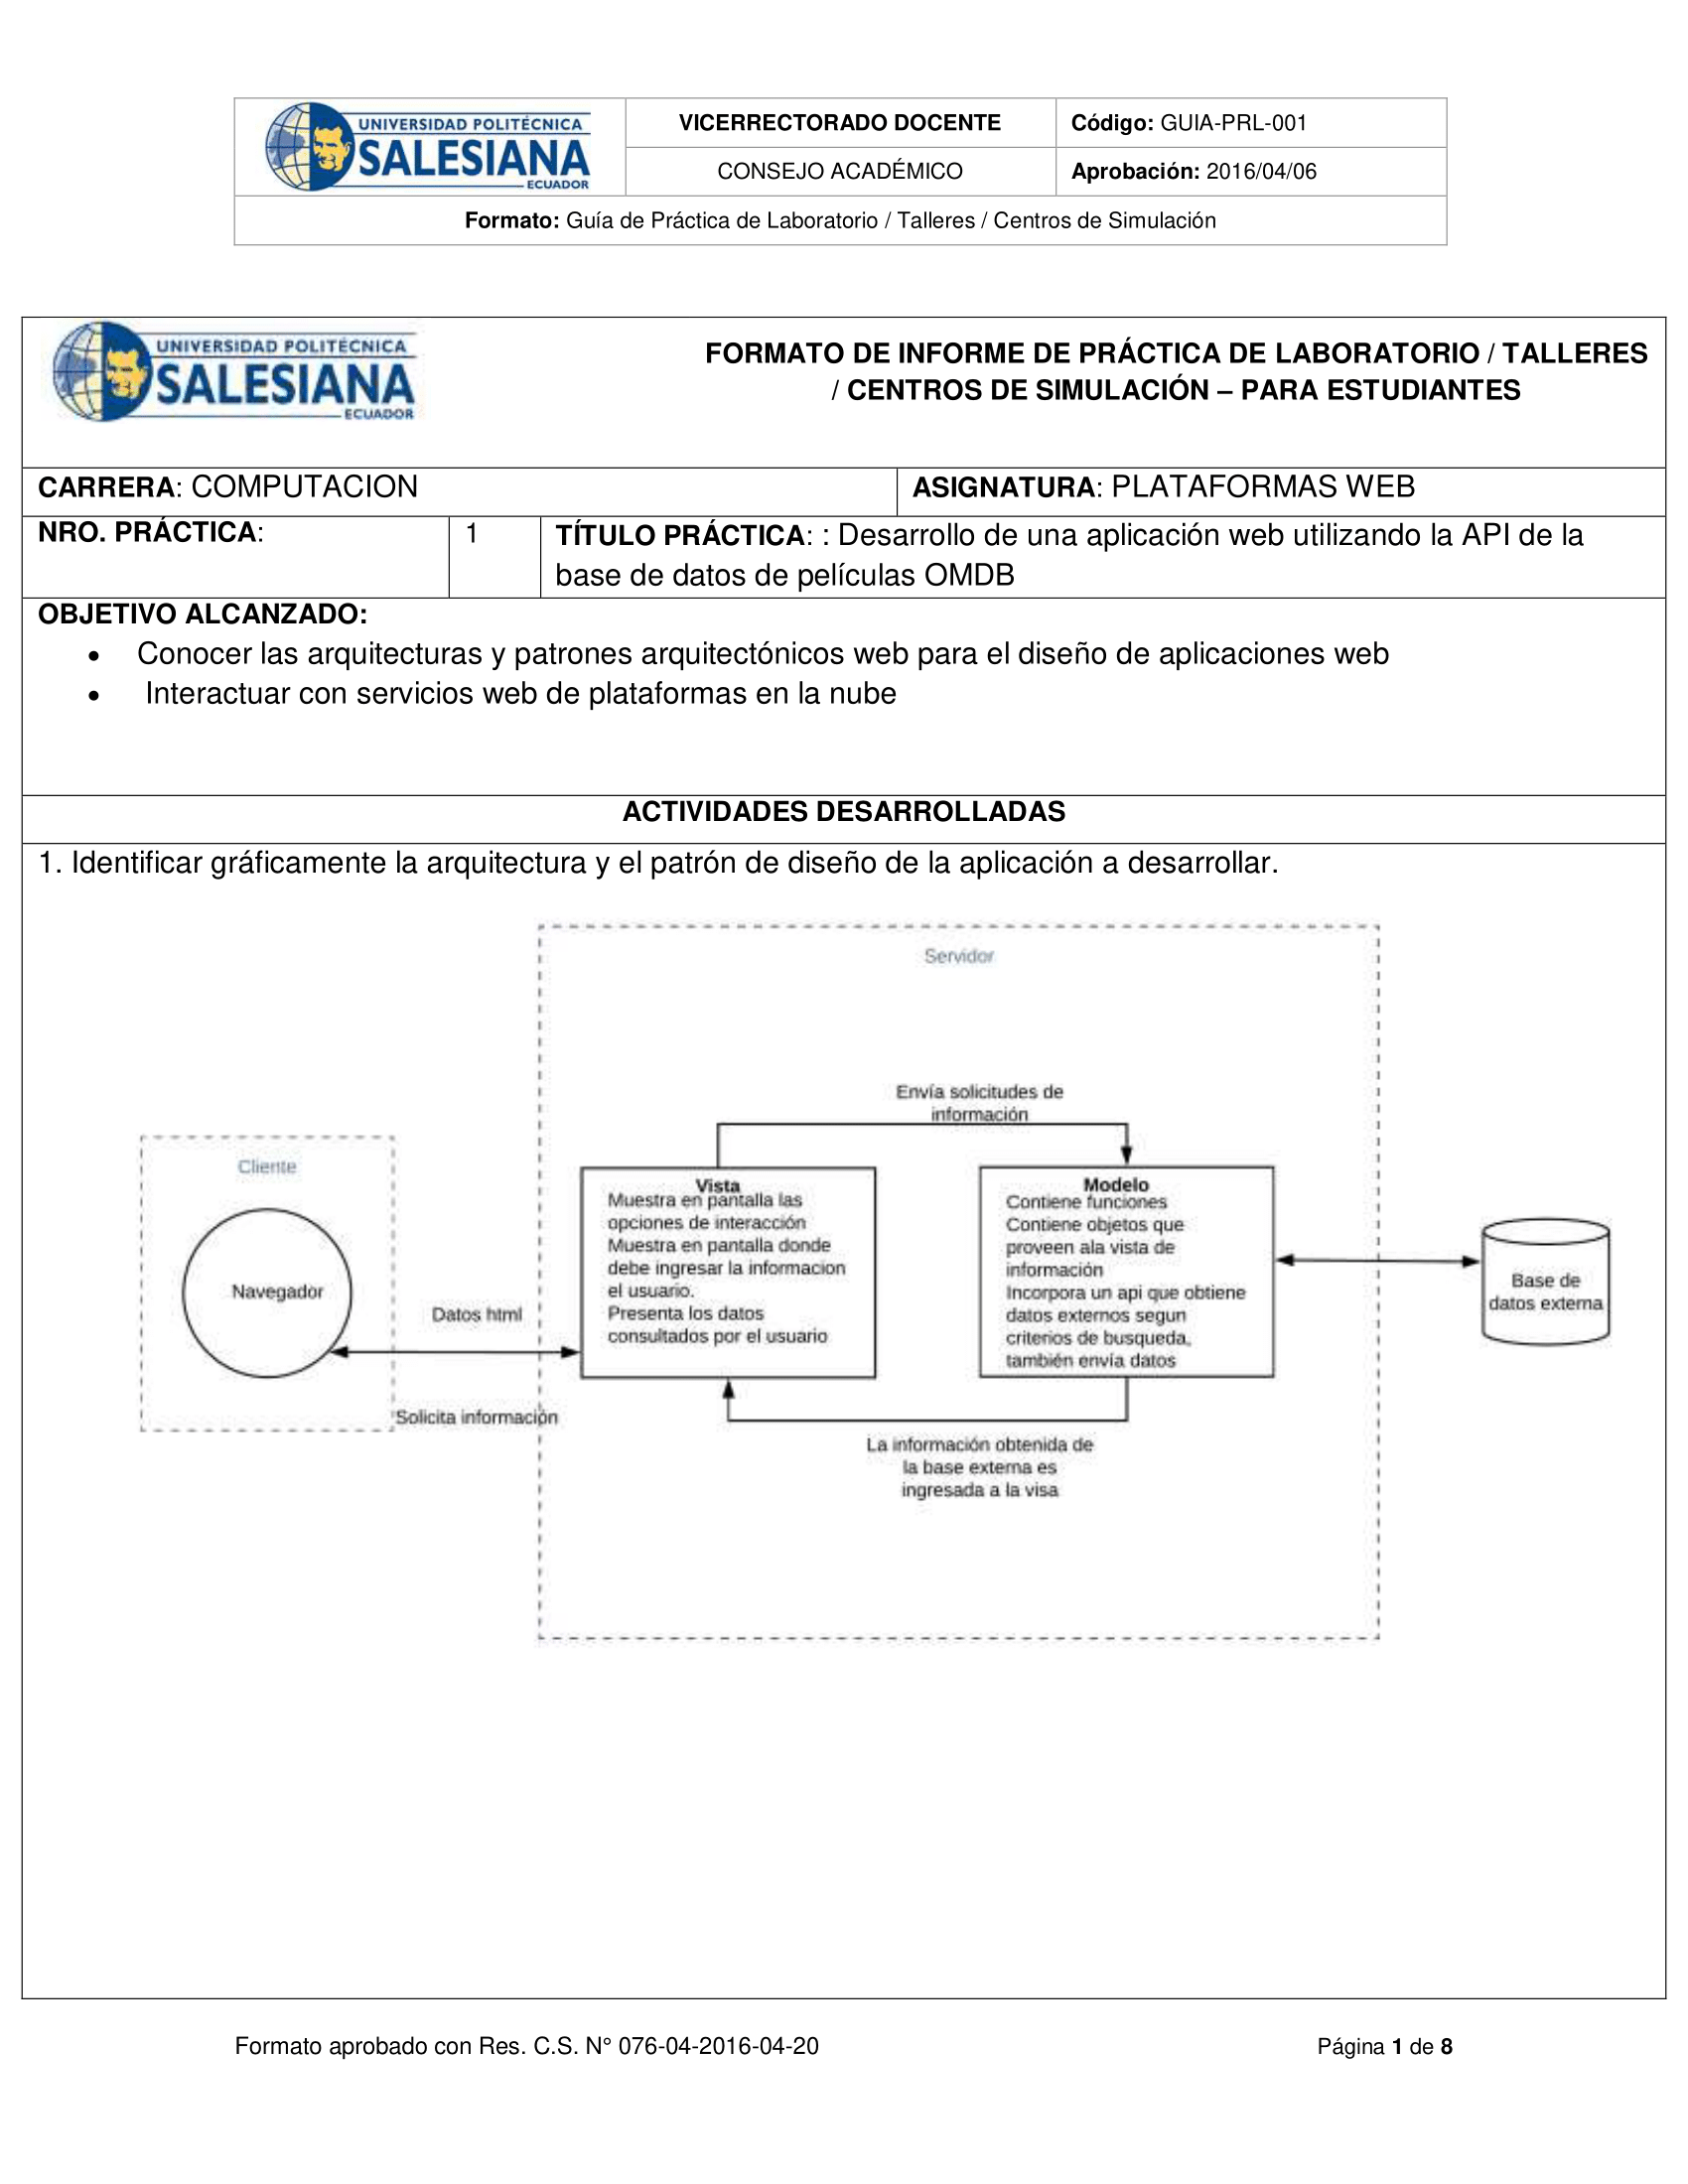 UNIVERSIDAD POLITÉCNICA
SALESIANA
ECUADOR
VICERRECTORADO DOCENTE
Código: GUIA-PRL-001
CONSEJO ACADÉMICO
Aprobación: 2016/04/06
Formato: Guía de Práctica de Laboratorio / Talleres / Centros de Simulación
UNIVERSIDAD POLITÉCNICA
SALESIANA
ECUADOR
FORMATO DE INFORME DE PRÁCTICA DE LABORATORIO / TALLERES
/ CENTROS DE SIMULACIÓN – PARA ESTUDIANTES
CARRERA: COMPUTACION
ASIGNATURA: PLATAFORMAS WEB
NRO. PRÁCTICA:
1
TÍTULO PRÁCTICA: : Desarrollo de una aplicación web utilizando la API de la
base de datos de películas OMDB
OBJETIVO ALCANZADO:
• Conocer las arquitecturas y patrones arquitectónicos web para el diseño de aplicaciones web
• Interactuar con servicios web de plataformas en la nube
ACTIVIDADES DESARROLLADAS
1. Identificar gráficamente la arquitectura y el patrón de diseño de la aplicación a desarrollar.
Servidor
Envía solicitudes de
información
Cliente
Navegador
Datos html
Solicita información
Vista
Muestra en pantalla las
opciones de interacción
Muestra en pantalla donde
debe ingresar la informacion
el usuario.
Presenta los datos
consultados por el usuario
Modelo
Contiene funciones
Contiene objetos que
proveen ala vista de
información
Incorpora un api que obtiene
datos externos segun
criterios de busqueda,
también envía datos
Base de
datos externa
La información obtenida de
la base externa es
ingresada a la visa
Formato aprobado con Res. C.S. N° 076-04-2016-04-20
Página 1 de 8